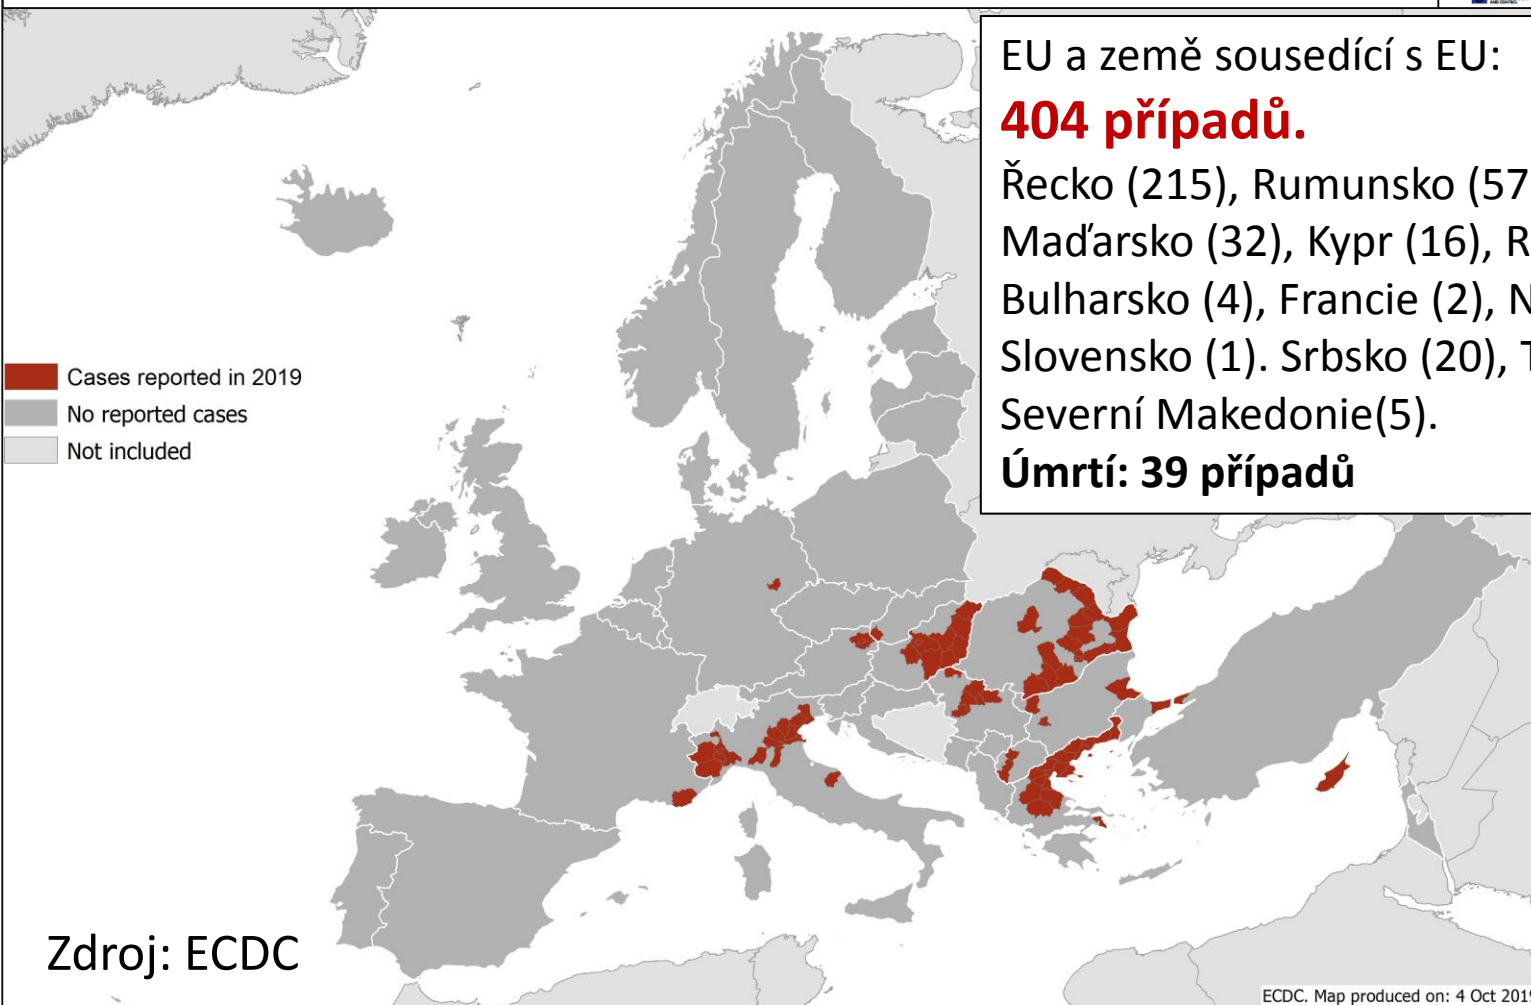 EU a země sousedící s EU:
404 případů.
Řecko (215), Rumunsko (57
Maďarsko (32), Kypr (16), R
Bulharsko (4), Francie (2), N
Slovensko (1). Srbsko (20), T
Severní Makedonie(5).
Úmrtí: 39 případů
Cases reported in 2019
No reported cases
Not included
Zdroj: ECDC
ECDC. Map produced on: 4 Oct 2019